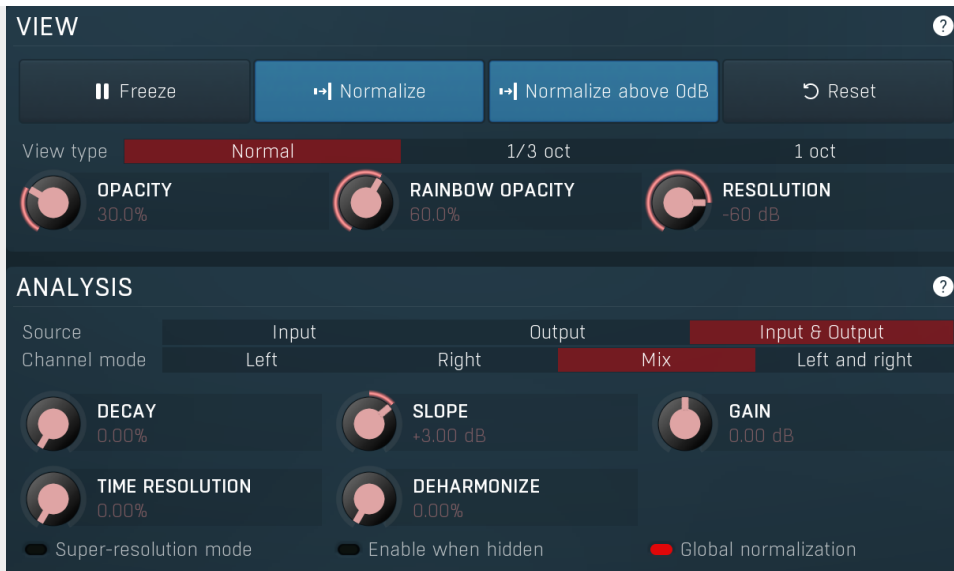 VIEW ?
Freeze Normalize Normalize above 0dB Reset
View type Normal 1/3 oct 1 oct
OPACITY RAINBOW OPACITY RESOLUTION
30.0% 60.0% -60 dB
ANALYSIS ?
Source Input Output Input & Output
Channel mode Left Right Mix Left and right
DECAY SLOPE GAIN
0.00% +3.00 dB 0.00 dB
TIME RESOLUTION DEHARMONIZE
0.00% 0.00%
Super-resolution mode Enable when hidden Global normalization